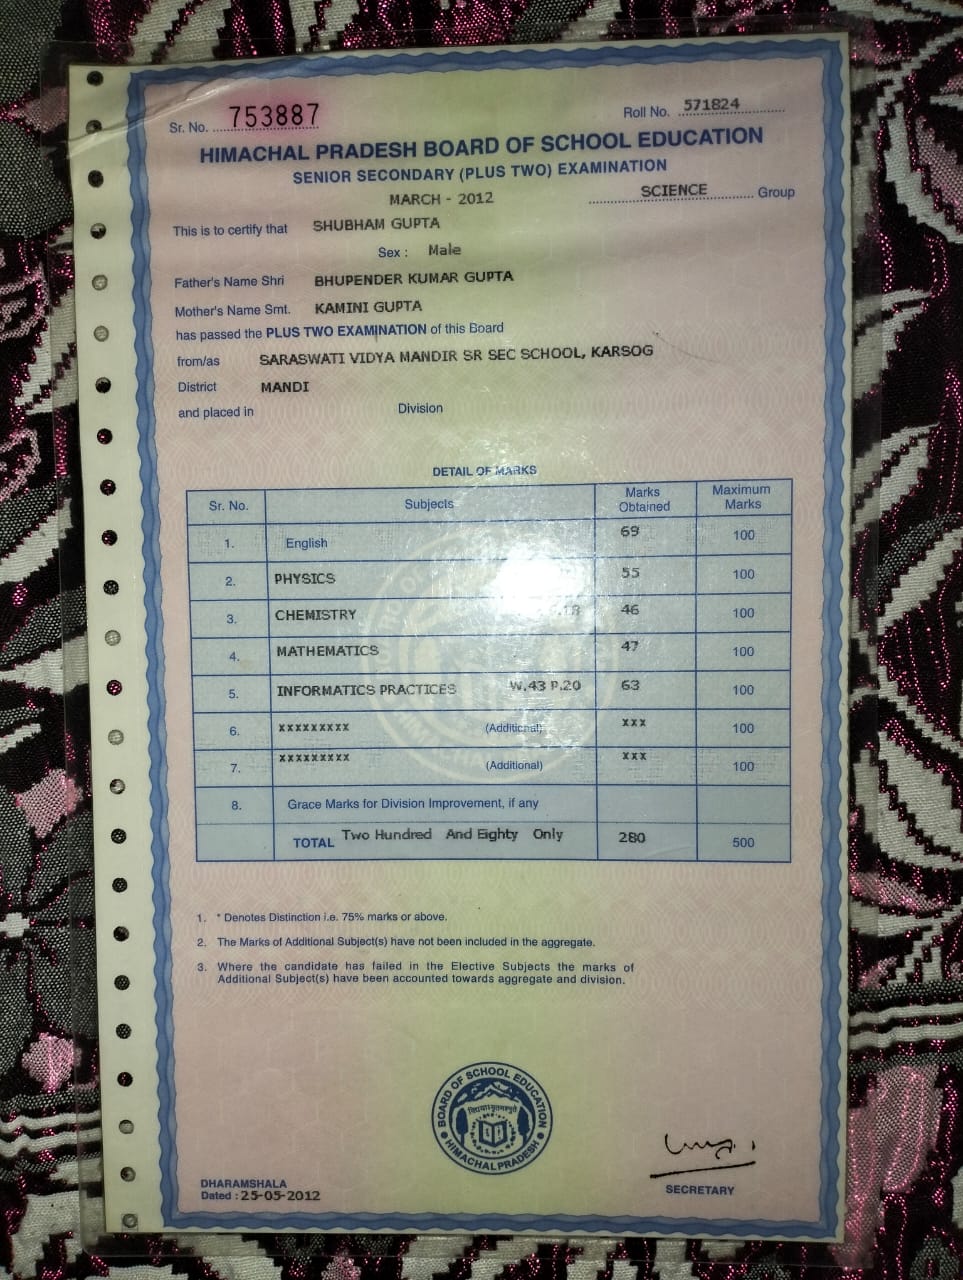 Sr. No. 753887
Roll No. 571824
HIMACHAL PRADESH BOARD OF SCHOOL EDUCATION
SENIOR SECONDARY (PLUS TWO) EXAMINATION
MARCH - 2012
SCIENCE Group
This is to certify that SHUBHAM GUPTA
Sex : Male
Father's Name Shri BHUPENDER KUMAR GUPTA
Mother's Name Smt. KAMINI GUPTA
has passed the PLUS TWO EXAMINATION of this Board
from/as SARASWATI VIDYA MANDIR SR SEC SCHOOL, KARSOG
District MANDI
and placed in Division
DETAIL OF MARKS
Sr. No. Subjects Marks Obtained Maximum Marks
1. English 69 100
2. PHYSICS 55 100
3. CHEMISTRY 46 100
4. MATHEMATICS 47 100
5. INFORMATICS PRACTICES W.43 P.20 63 100
6. xxxxxxxxx (Additional) xxx 100
7. xxxxxxxxx (Additional) xxx 100
8. Grace Marks for Division Improvement, if any
TOTAL Two Hundred And Eighty Only 280 500
1. * Denotes Distinction i.e. 75% marks or above.
2. The Marks of Additional Subject(s) have not been included in the aggregate.
3. Where the candidate has failed in the Elective Subjects the marks of
Additional Subject(s) have been accounted towards aggregate and division.
BOARD OF SCHOOL EDUCATION
HIMACHAL PRADESH
DHARAMSHALA
Dated : 25-05-2012
SECRETARY